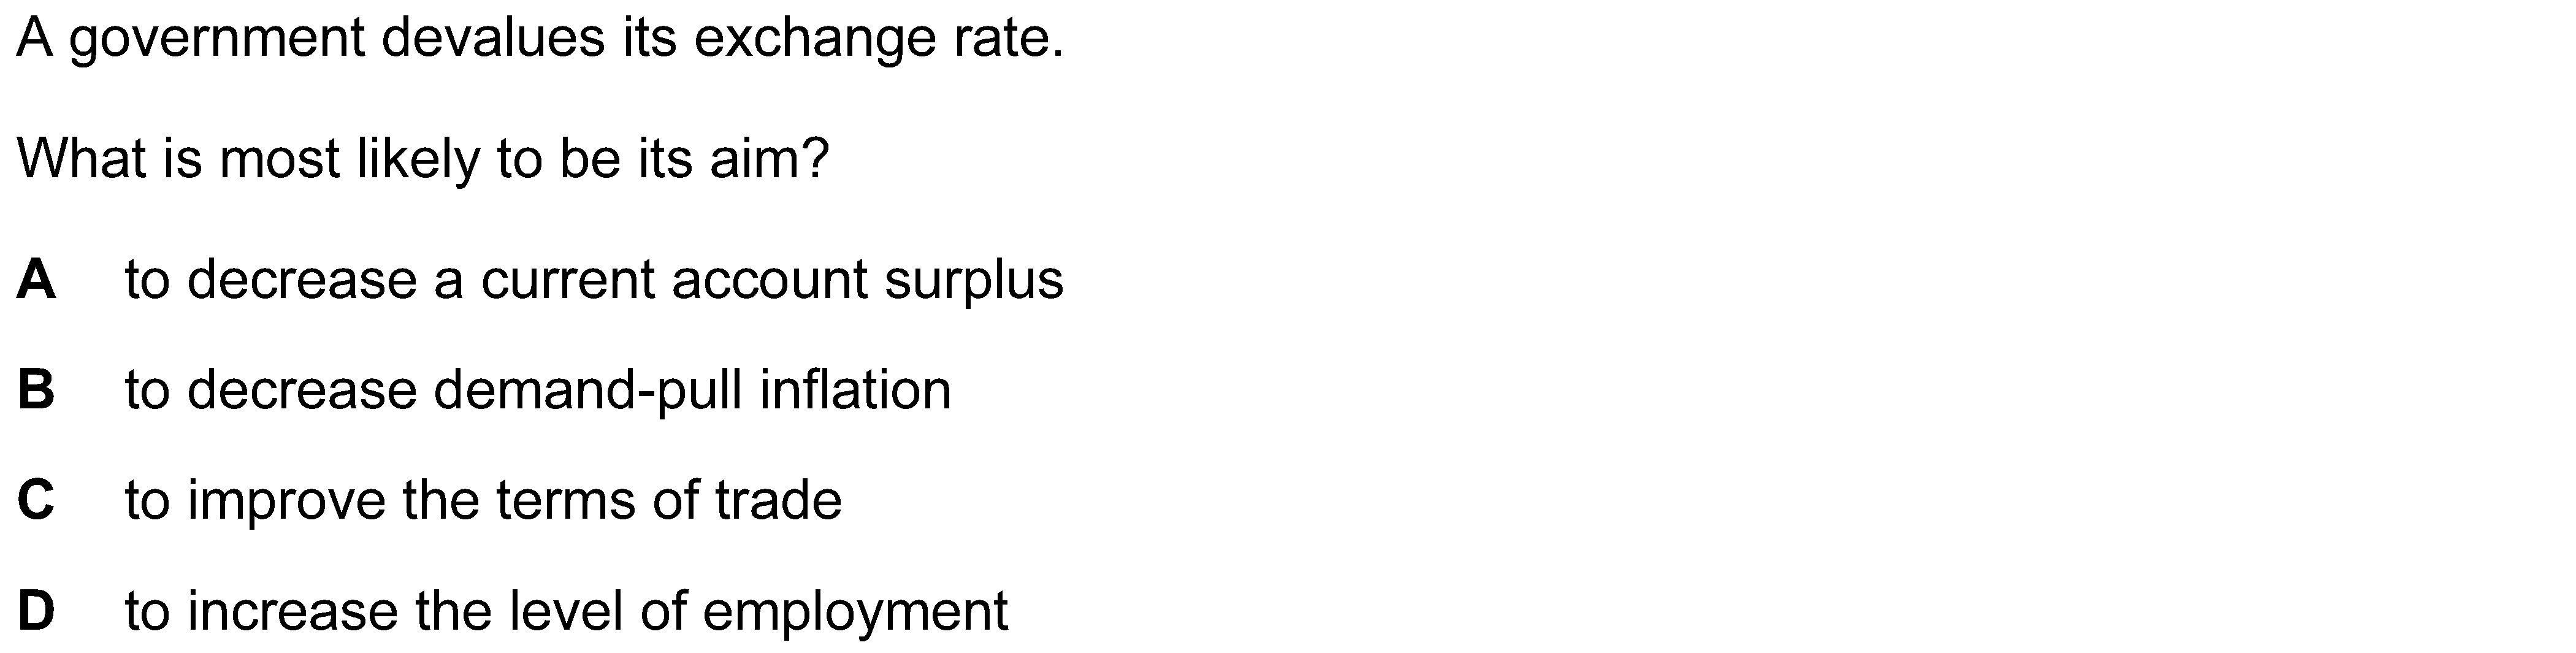 A government devalues its exchange rate.
What is most likely to be its aim?
A to decrease a current account surplus
B to decrease demand-pull inflation
C to improve the terms of trade
D to increase the level of employment